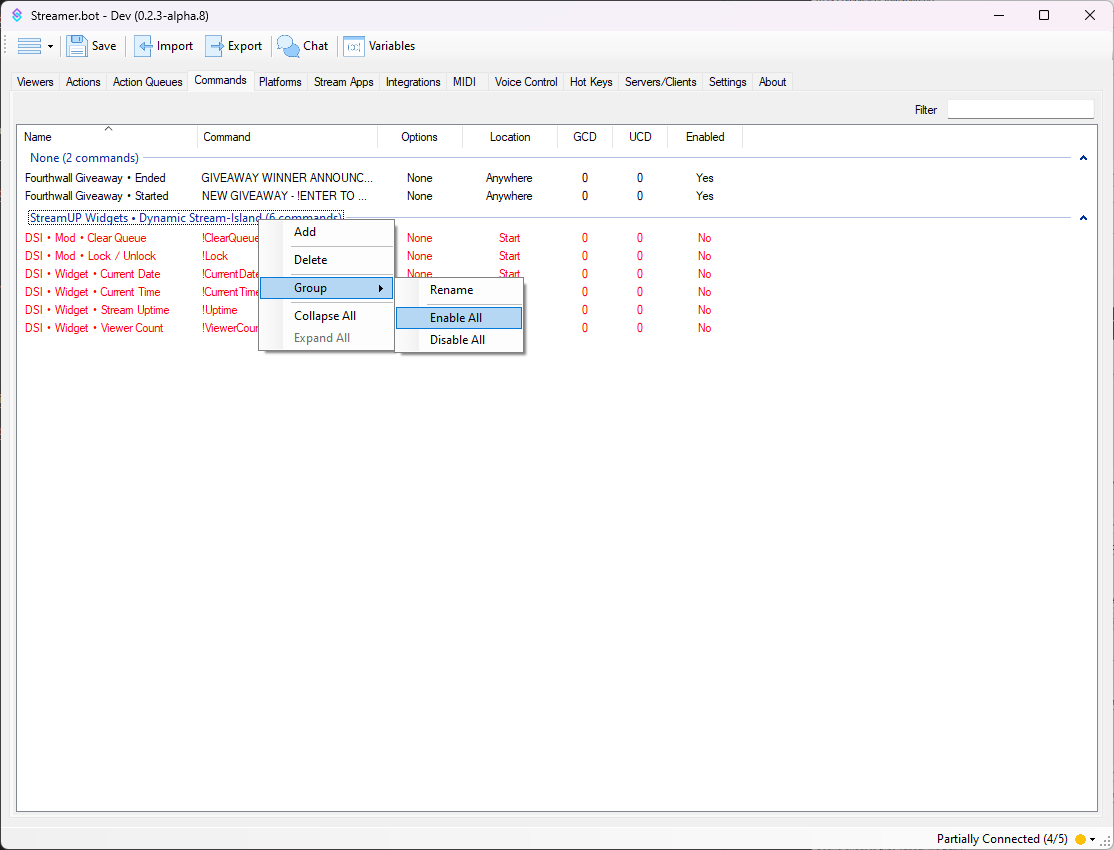 Streamer.bot - Dev (0.2.3-alpha.8)
Save Import Export Chat Variables
Viewers Actions Action Queues Commands Platforms Stream Apps Integrations MIDI Voice Control Hot Keys Servers/Clients Settings About
Filter
Name Command Options Location GCD UCD Enabled
None (2 commands)
Fourthwall Giveaway • Ended GIVEAWAY WINNER ANNOUNC... None Anywhere 0 0 Yes
Fourthwall Giveaway • Started NEW GIVEAWAY - !ENTER TO ... None Anywhere 0 0 Yes
StreamUP Widgets • Dynamic Stream-Island (6 commands)
DSI • Mod • Clear Queue !ClearQueue None Start 0 0 No
DSI • Mod • Lock / Unlock !Lock None Start 0 0 No
DSI • Widget • Current Date !CurrentDate None Start 0 0 No
DSI • Widget • Current Time !CurrentTime 0 0 No
DSI • Widget • Stream Uptime !Uptime 0 0 No
DSI • Widget • Viewer Count !ViewerCoun 0 0 No
Add
Delete
Group
Collapse All
Expand All
Rename
Enable All
Disable All
Partially Connected (4/5)